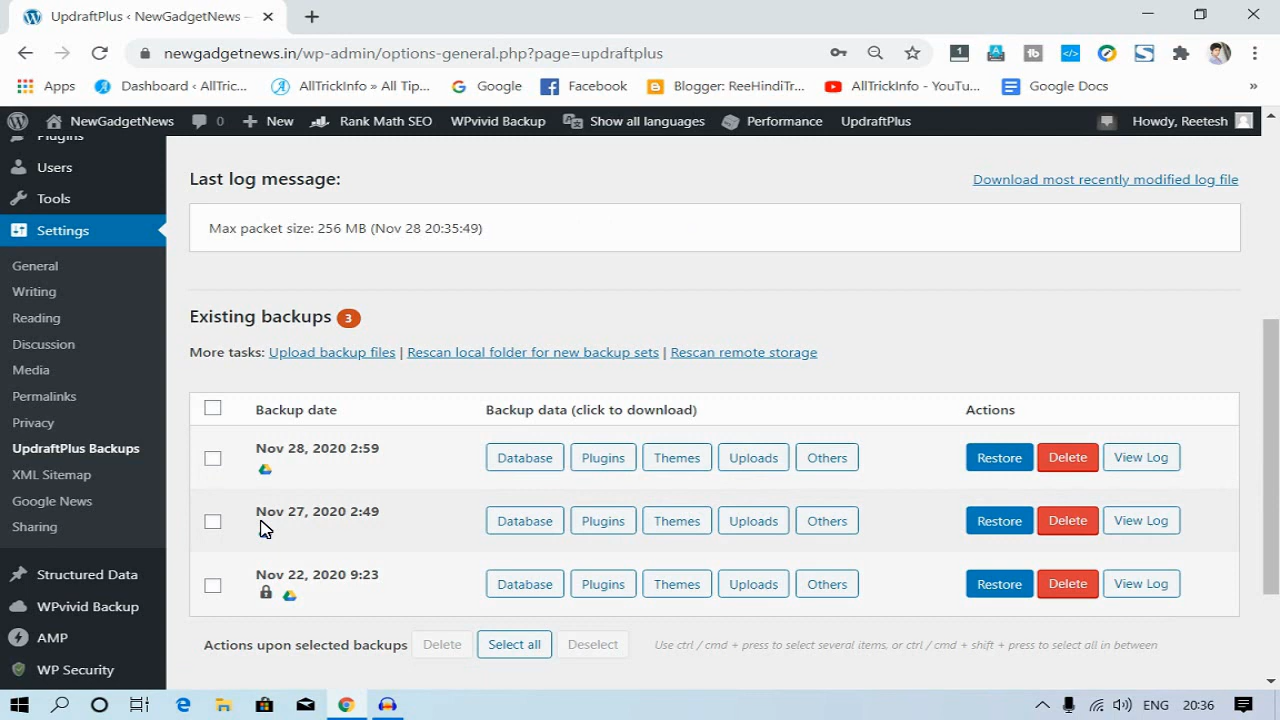 UpdraftPlus ‹ NewGadgetNews —
newgadgetnews.in/wp-admin/options-general.php?page=updraftplus
Apps Dashboard ‹ AllTric... AllTrickInfo » All Tip... Google Facebook Blogger: ReeHindiTr... AllTrickInfo - YouTu... Google Docs »
NewGadgetNews 0 New Rank Math SEO WPvivid Backup Show all languages Performance UpdraftPlus Howdy, Reetesh
Plugins
Users
Tools
Settings
General
Writing
Reading
Discussion
Media
Permalinks
Privacy
UpdraftPlus Backups
XML Sitemap
Google News
Sharing
Structured Data
WPvivid Backup
AMP
WP Security
Last log message: Download most recently modified log file
Max packet size: 256 MB (Nov 28 20:35:49)
Existing backups 3
More tasks: Upload backup files | Rescan local folder for new backup sets | Rescan remote storage
Backup date Backup data (click to download) Actions
Nov 28, 2020 2:59 Database Plugins Themes Uploads Others Restore Delete View Log
Nov 27, 2020 2:49 Database Plugins Themes Uploads Others Restore Delete View Log
Nov 22, 2020 9:23 Database Plugins Themes Uploads Others Restore Delete View Log
Actions upon selected backups Delete Select all Deselect Use ctrl / cmd + press to select several items, or ctrl / cmd + shift + press to select all in between
ENG 20:36